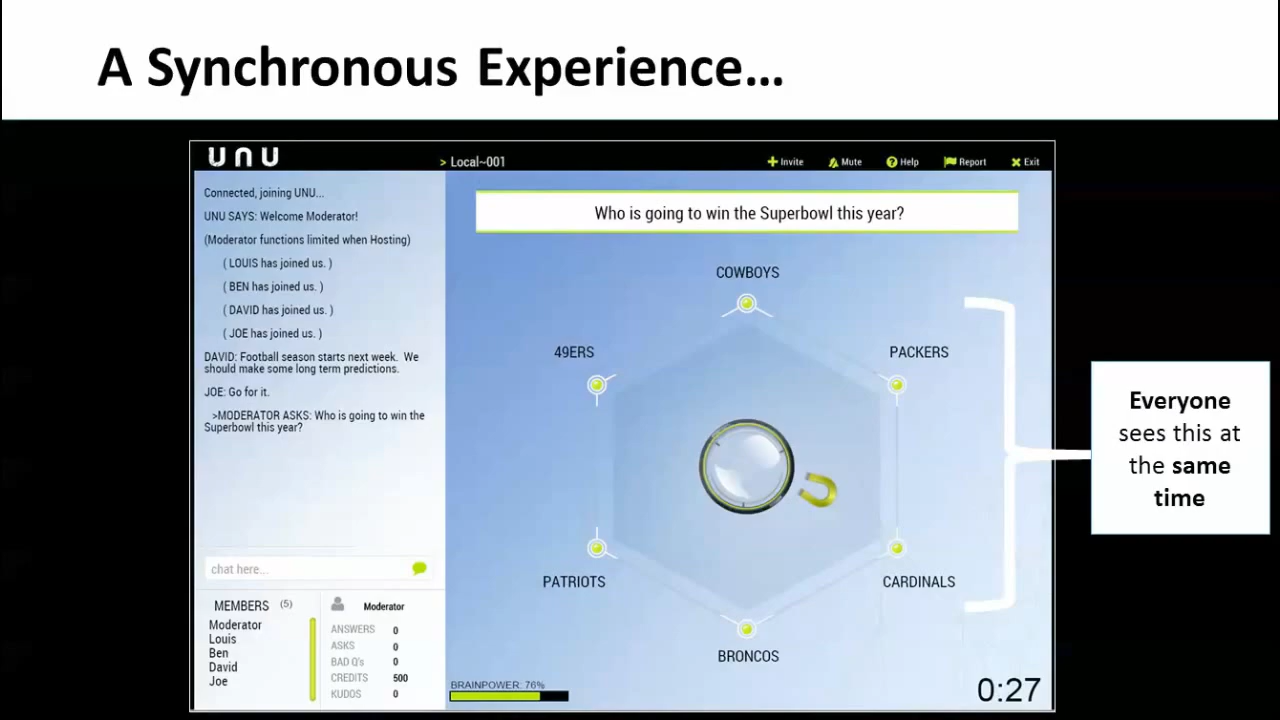 A Synchronous Experience...
UNU
> Local~001
Invite
Mute
Help
Report
Exit
Connected, joining UNU...
UNU SAYS: Welcome Moderator!
(Moderator functions limited when Hosting)
( LOUIS has joined us. )
( BEN has joined us. )
( DAVID has joined us. )
( JOE has joined us. )
DAVID: Football season starts next week. We
should make some long term predictions.
JOE: Go for it.
>MODERATOR ASKS: Who is going to win the
Superbowl this year?
chat here...
MEMBERS (5)
Moderator
Louis
Ben
David
Joe
Moderator
ANSWERS 0
ASKS 0
BAD Q's 0
CREDITS 500
KUDOS 0
Who is going to win the Superbowl this year?
COWBOYS
49ERS
PACKERS
PATRIOTS
CARDINALS
BRONCOS
BRAINPOWER: 76%
0:27
Everyone
sees this at
the same
time